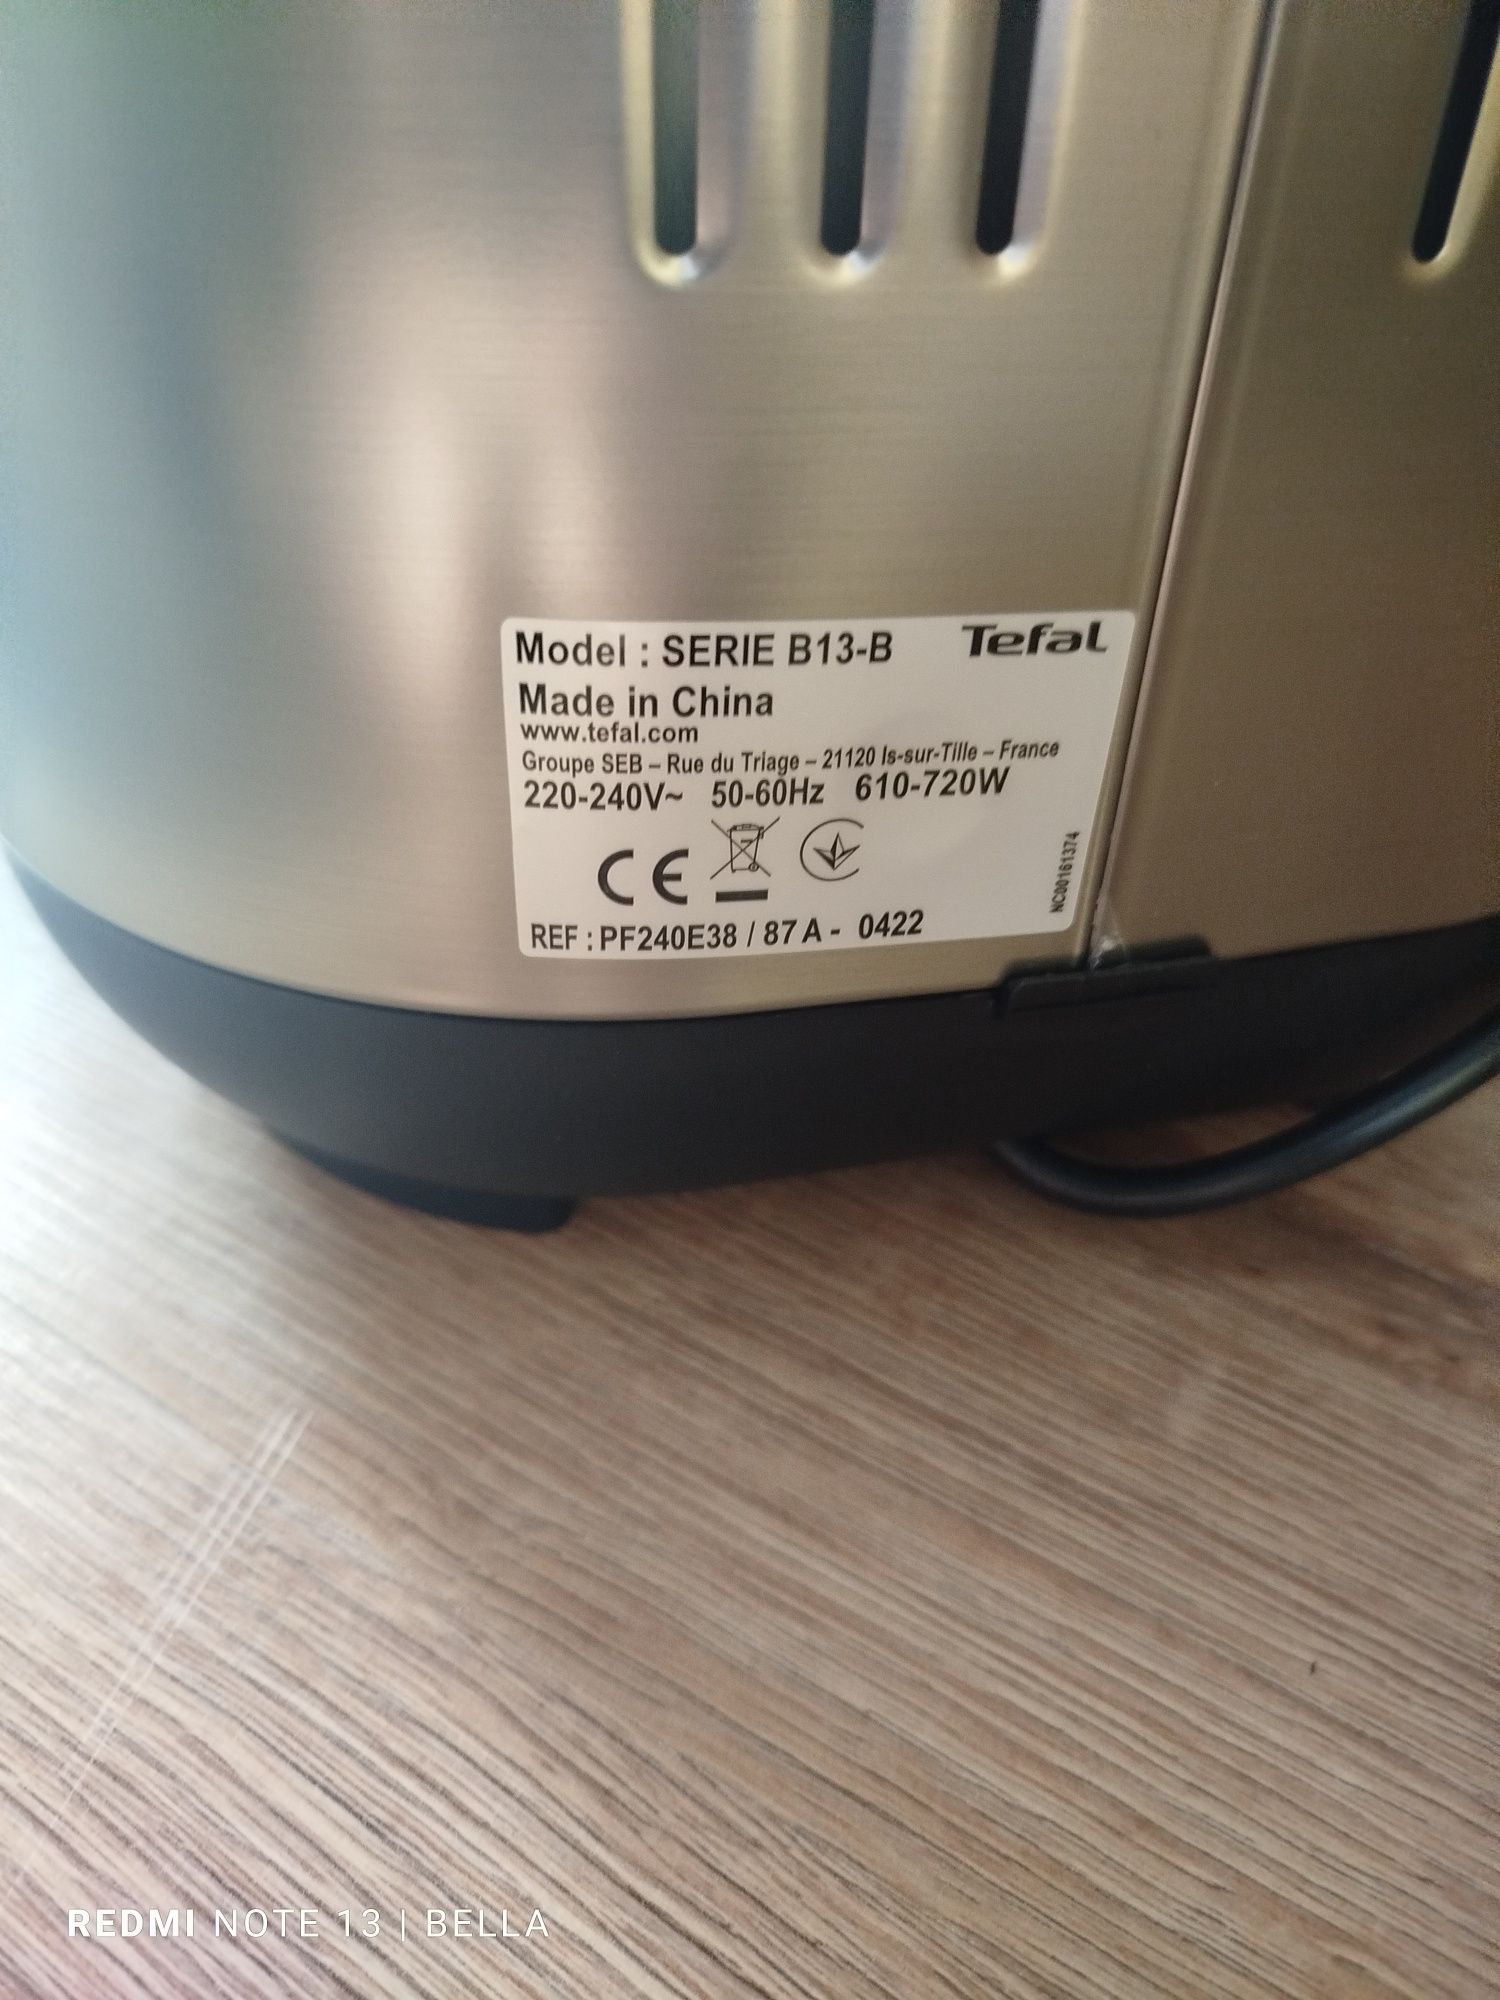 Model : SERIE B13-B Tefal
Made in China
www.tefal.com
Groupe SEB – Rue du Triage – 21120 Is-sur-Tille – France
220-240V~ 50-60Hz 610-720W
CE
NC00161374
REF : PF240E38 / 87A - 0422
REDMI NOTE 13 | BELLA